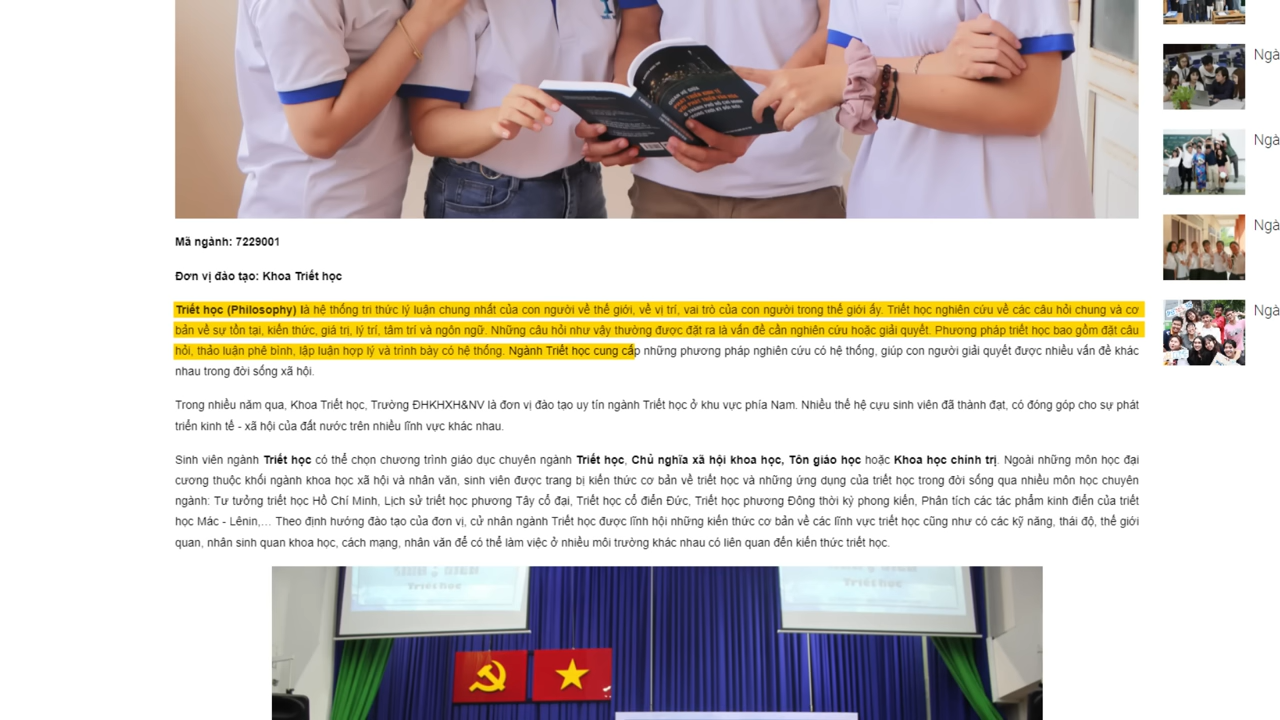 Mã ngành: 7229001
Đơn vị đào tạo: Khoa Triết học
Triết học (Philosophy) là hệ thống tri thức lý luận chung nhất của con người về thế giới, về vị trí, vai trò của con người trong thế giới ấy. Triết học nghiên cứu về các câu hỏi chung và cơ
bản về sự tồn tại, kiến thức, giá trị, lý trí, tâm trí và ngôn ngữ. Những câu hỏi như vậy thường được đặt ra là vấn đề cần nghiên cứu hoặc giải quyết. Phương pháp triết học bao gồm đặt câu
hỏi, thảo luận phê bình, lập luận hợp lý và trình bày có hệ thống. Ngành Triết học cung cấp những phương pháp nghiên cứu có hệ thống, giúp con người giải quyết được nhiều vấn đề khác
nhau trong đời sống xã hội.
Trong nhiều năm qua, Khoa Triết học, Trường ĐHKHXH&NV là đơn vị đào tạo uy tín ngành Triết học ở khu vực phía Nam. Nhiều thế hệ cựu sinh viên đã thành đạt, có đóng góp cho sự phát
triển kinh tế - xã hội của đất nước trên nhiều lĩnh vực khác nhau.
Sinh viên ngành Triết học có thể chọn chương trình giáo dục chuyên ngành Triết học, Chủ nghĩa xã hội khoa học, Tôn giáo học hoặc Khoa học chính trị. Ngoài những môn học đại
cương thuộc khối ngành khoa học xã hội và nhân văn, sinh viên được trang bị kiến thức cơ bản về triết học và những ứng dụng của triết học trong đời sống qua nhiều môn học chuyên
ngành: Tư tưởng triết học Hồ Chí Minh, Lịch sử triết học phương Tây cổ đại, Triết học cổ điển Đức, Triết học phương Đông thời kỳ phong kiến, Phân tích các tác phẩm kinh điển của triết
học Mác - Lênin,... Theo định hướng đào tạo của đơn vị, cử nhân ngành Triết học được lĩnh hội những kiến thức cơ bản về các lĩnh vực triết học cũng như có các kỹ năng, thái độ, thế giới
quan, nhân sinh quan khoa học, cách mạng, nhân văn để có thể làm việc ở nhiều môi trường khác nhau có liên quan đến kiến thức triết học.
Triết học
Ngà
Ngà
Ngà
Ngà